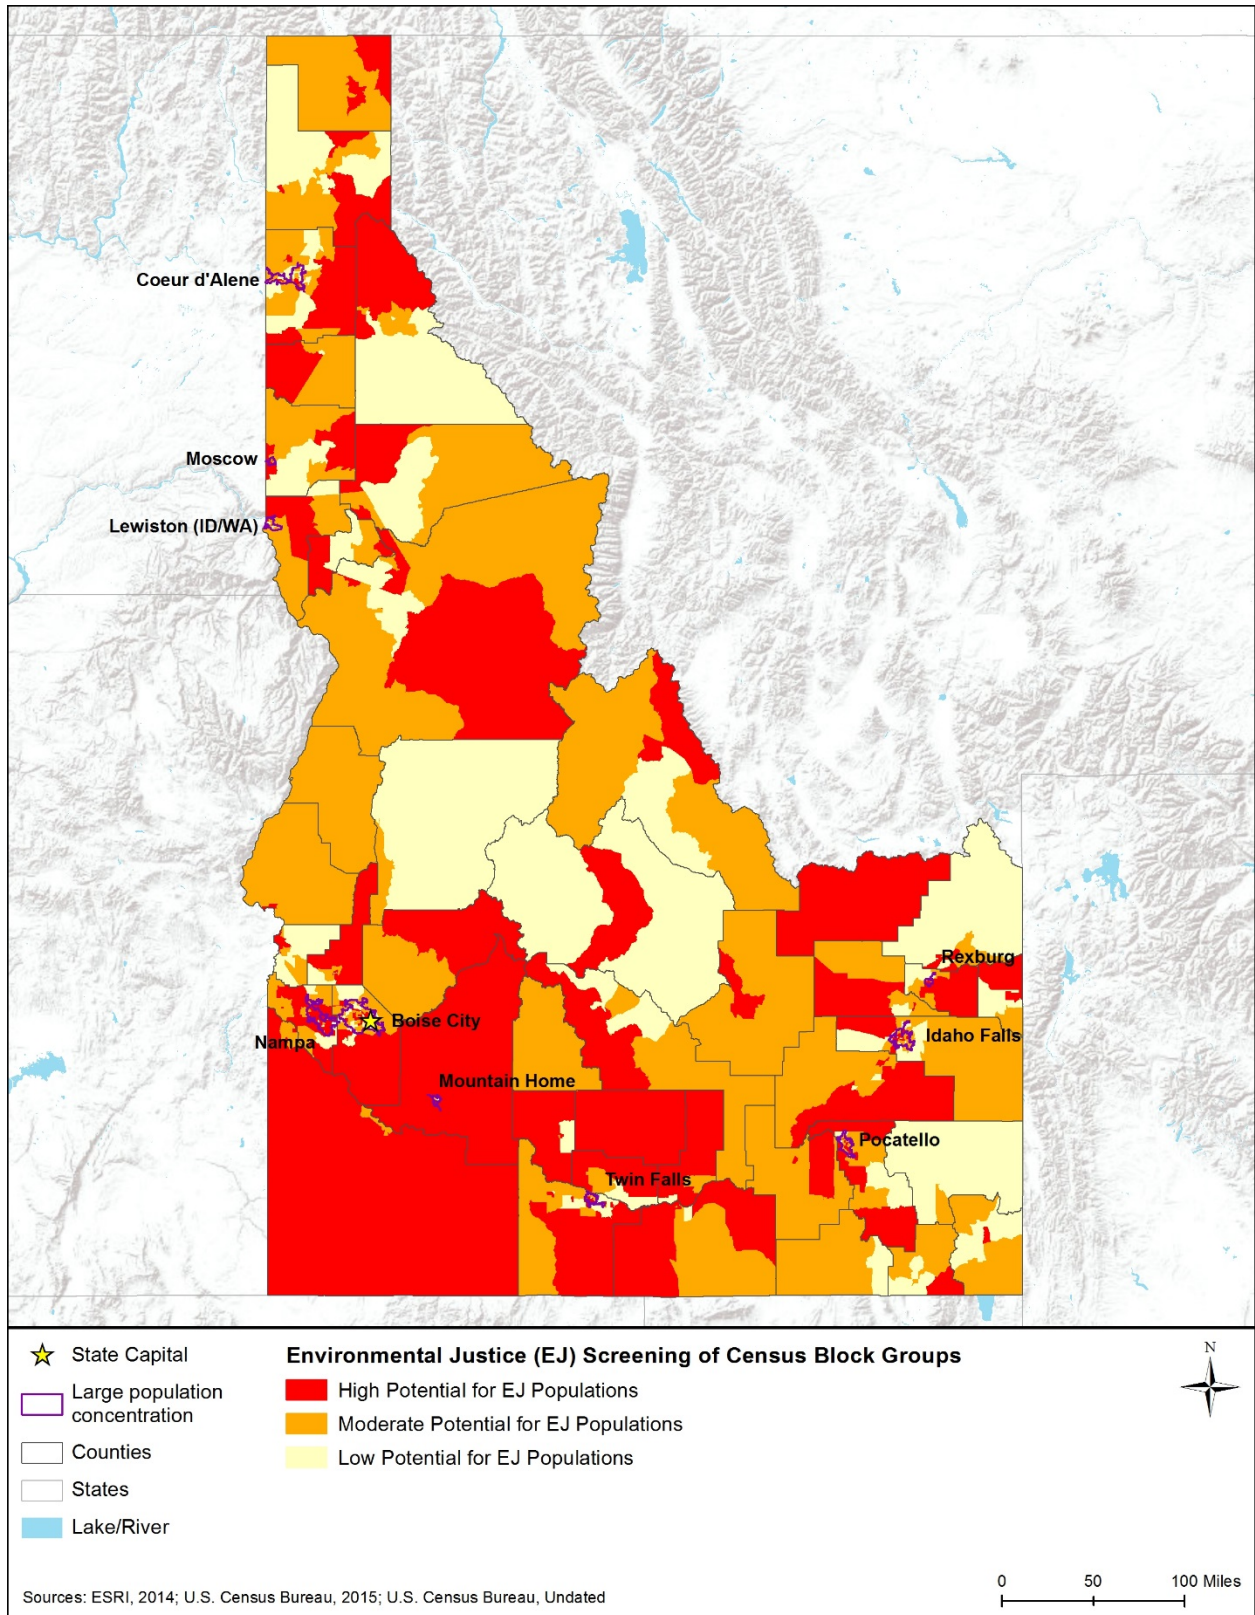 Coeur d'Alene
Moscow
Lewiston (ID/WA)
Rexburg
Boise City
Idaho Falls
Nampa
Mountain Home
Pocatello
Twin Falls
State Capital
Large population
concentration
Counties
States
Lake/River
Environmental Justice (EJ) Screening of Census Block Groups
High Potential for EJ Populations
Moderate Potential for EJ Populations
Low Potential for EJ Populations
N
Sources: ESRI, 2014; U.S. Census Bureau, 2015; U.S. Census Bureau, Undated
0 50 100 Miles